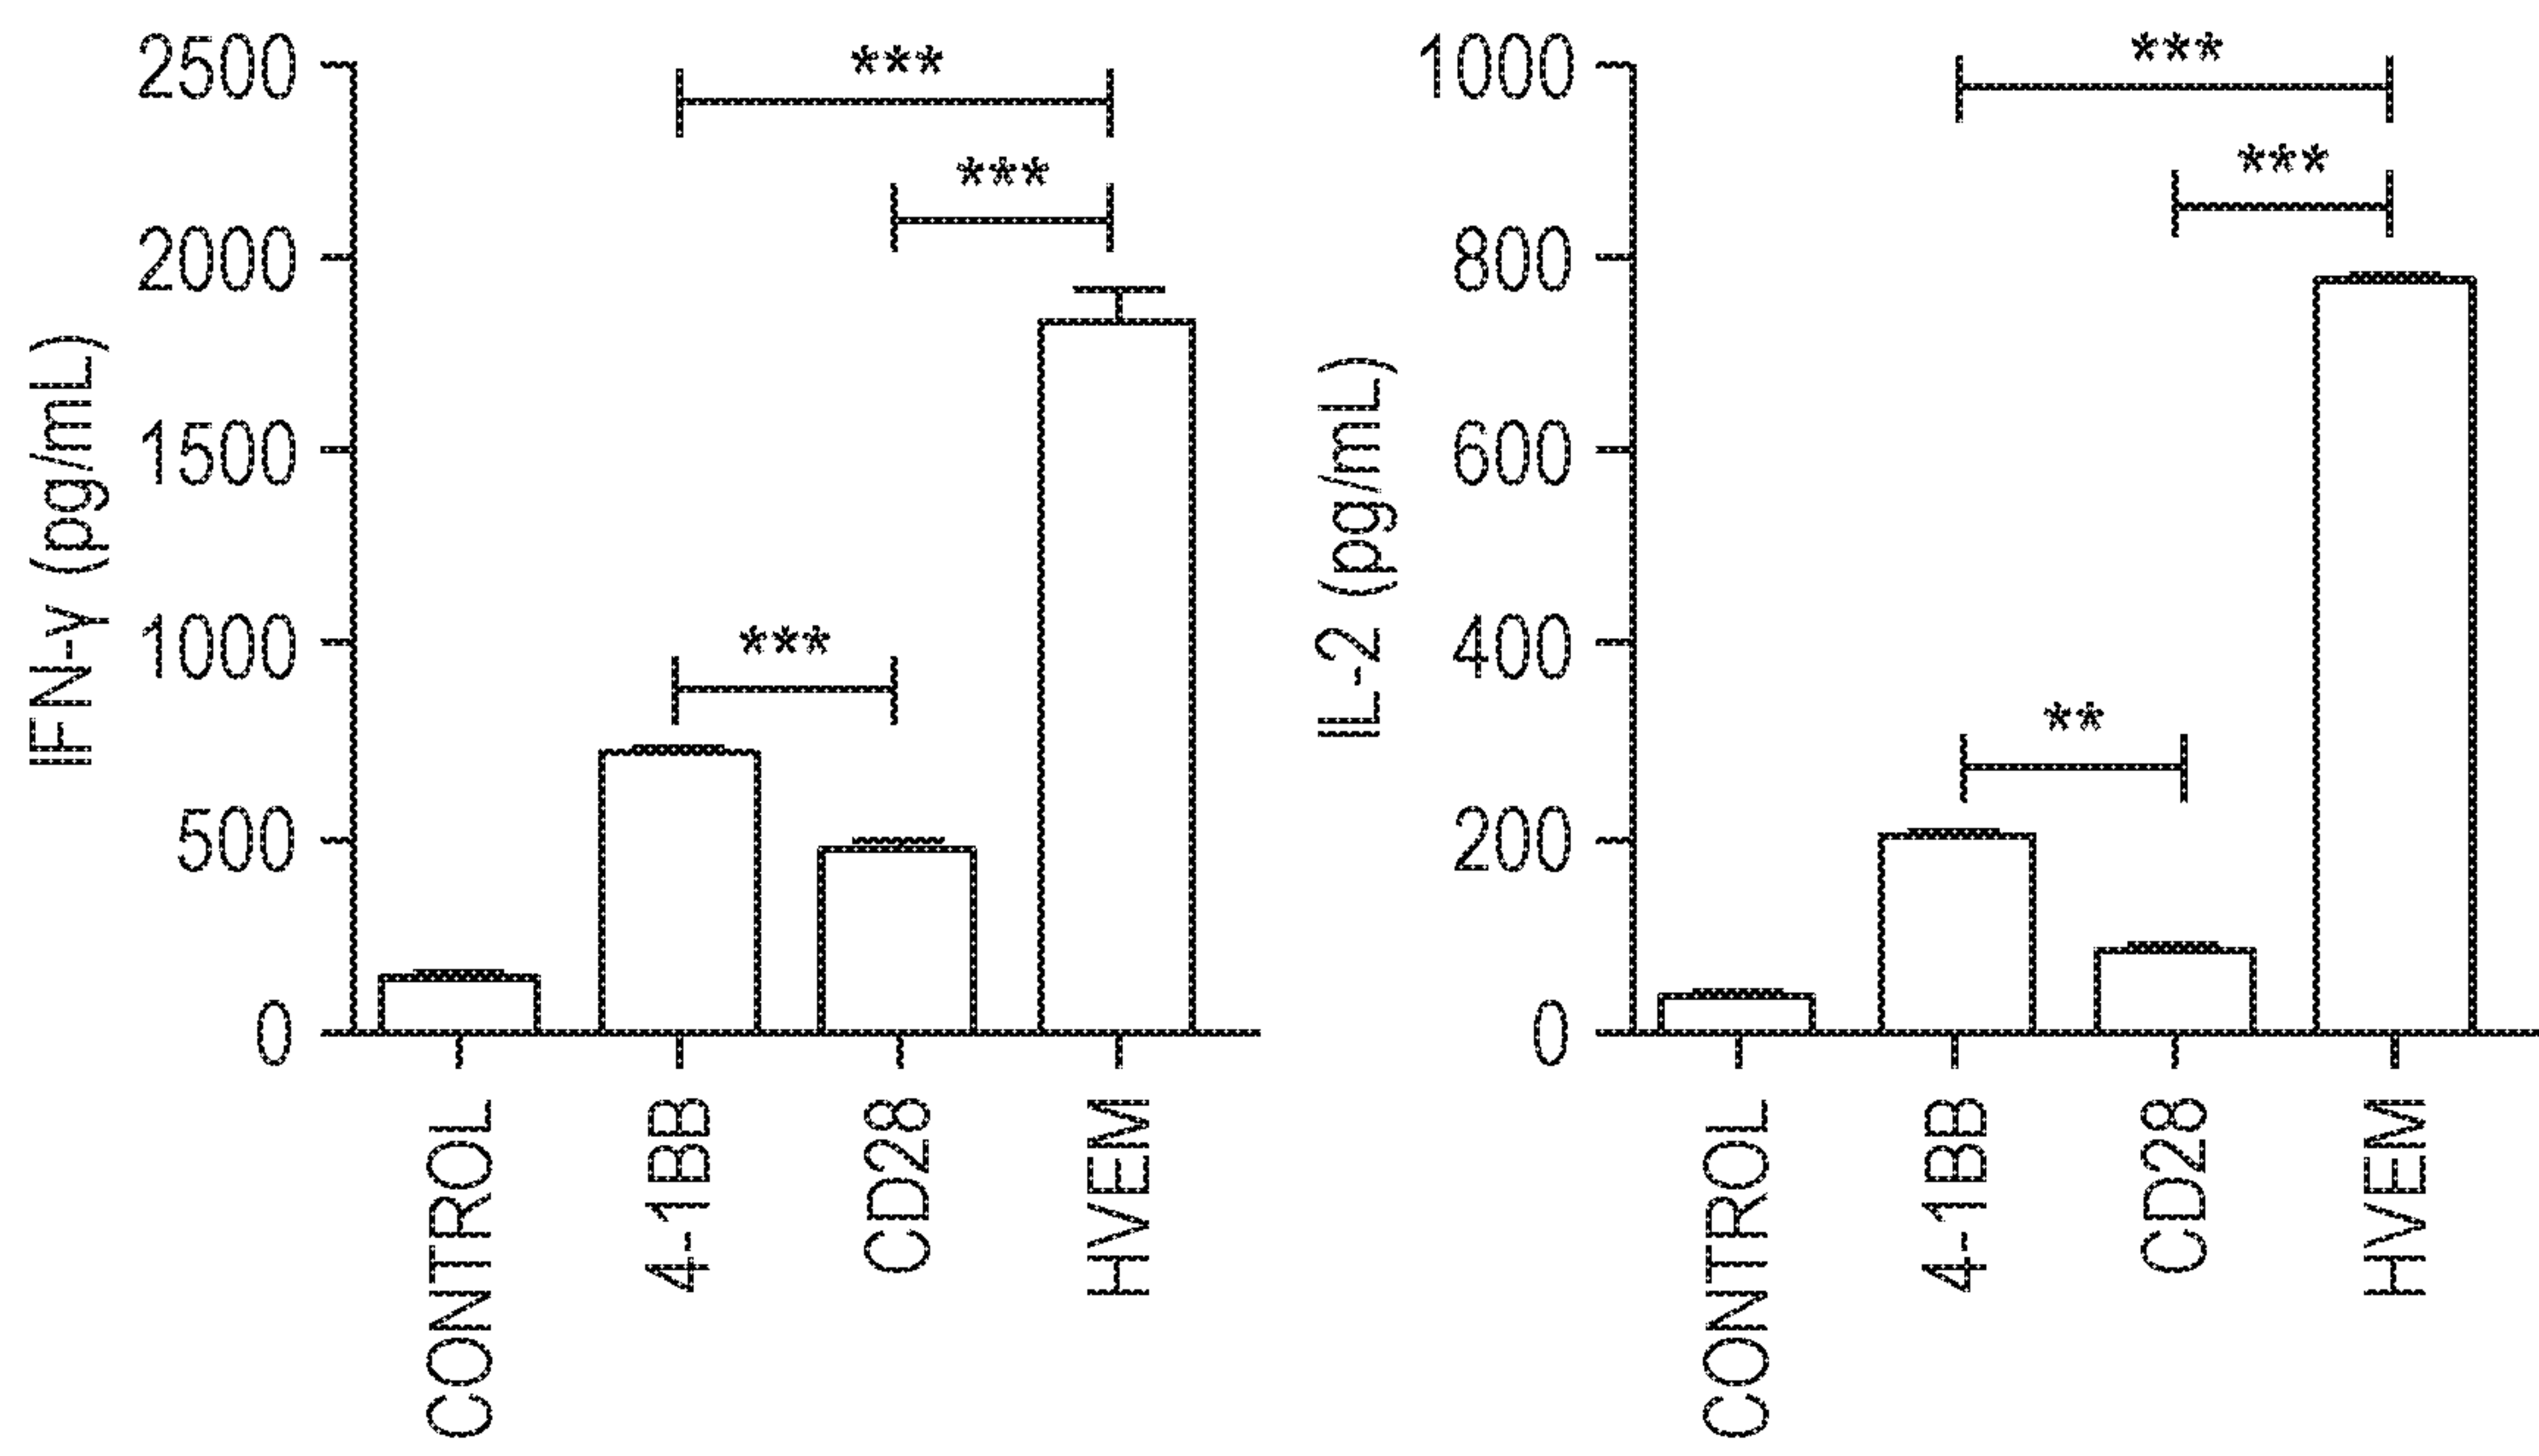 IFN-γ (pg/mL)
2500
2000
1500
1000
500
0
***
***
***
CONTROL
4-1BB
CD28
HVEM
IL-2 (pg/mL)
1000
800
600
400
200
0
***
***
**
CONTROL
4-1BB
CD28
HVEM